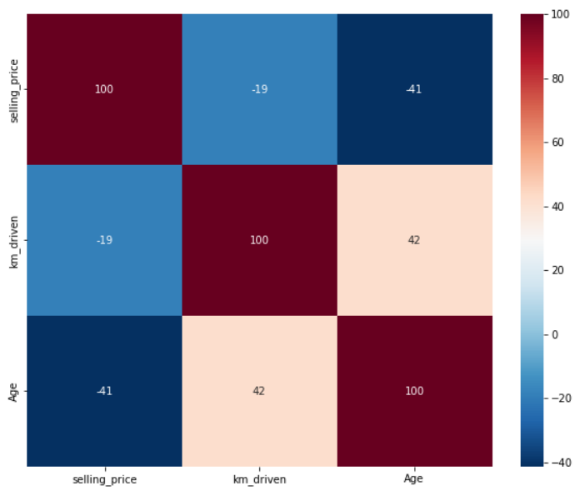 selling_price
100
-19
-41
km_driven
-19
100
42
Age
-41
42
100
selling_price
km_driven
Age
100
80
60
40
20
0
−20
−40